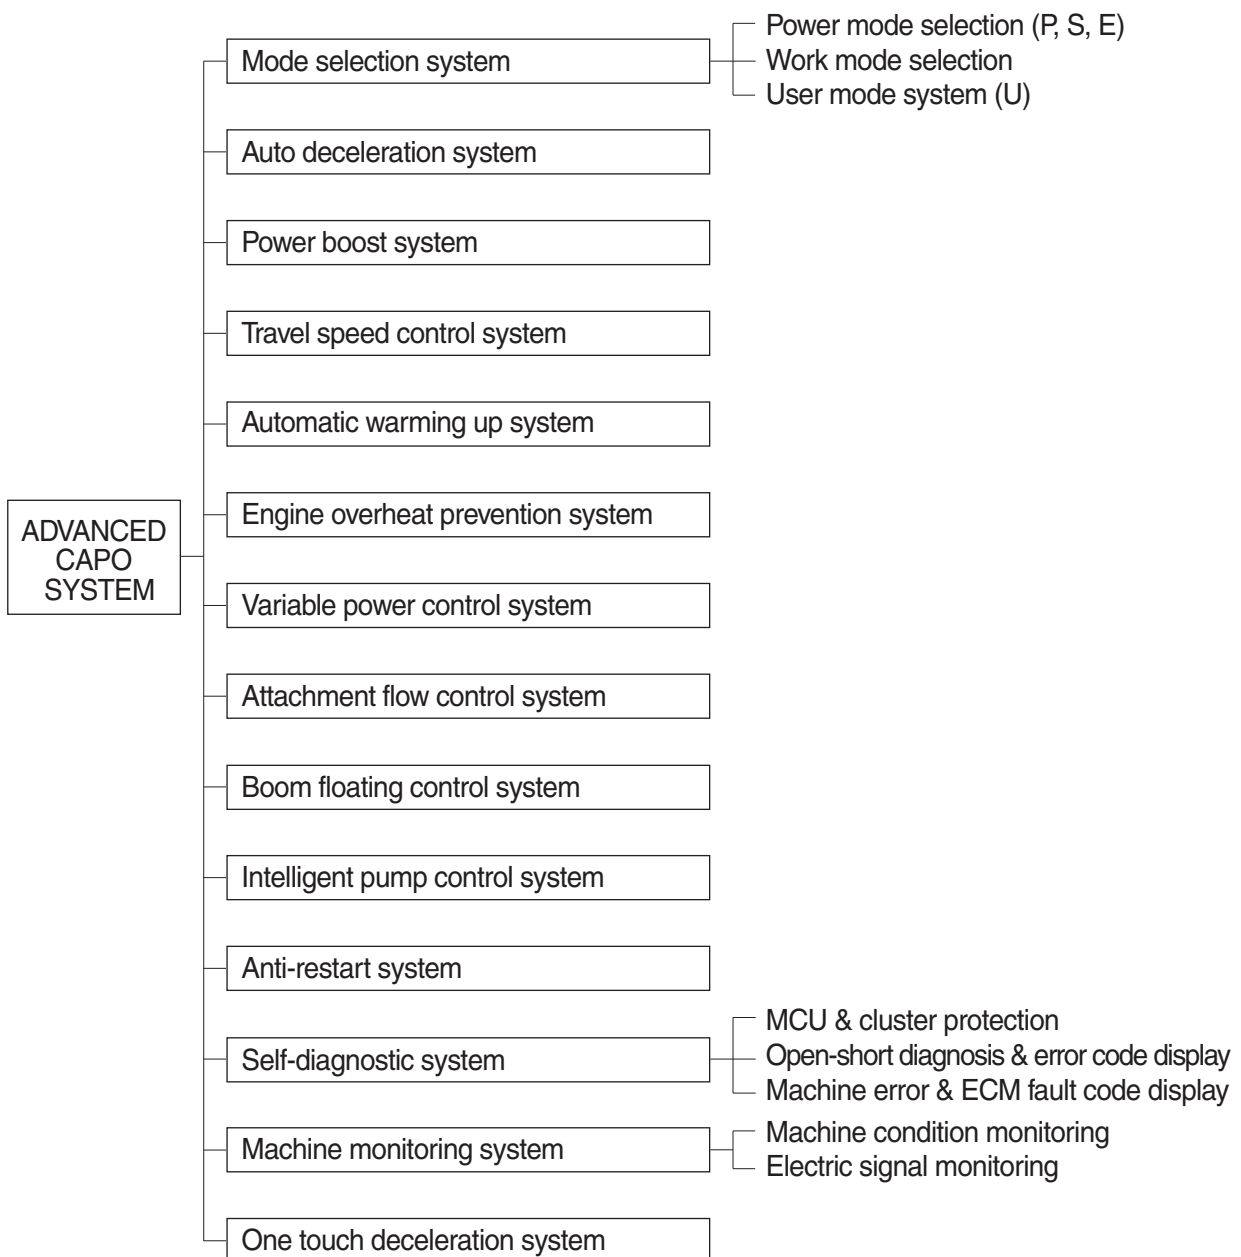 Power mode selection (P, S, E)
Mode selection system
Work mode selection
User mode system (U)
Auto deceleration system
Power boost system
Travel speed control system
Automatic warming up system
Engine overheat prevention system
ADVANCED
CAPO
SYSTEM
Variable power control system
Attachment flow control system
Boom floating control system
Intelligent pump control system
Anti-restart system
MCU & cluster protection
Self-diagnostic system
Open-short diagnosis & error code display
Machine error & ECM fault code display
Machine condition monitoring
Machine monitoring system
Electric signal monitoring
One touch deceleration system